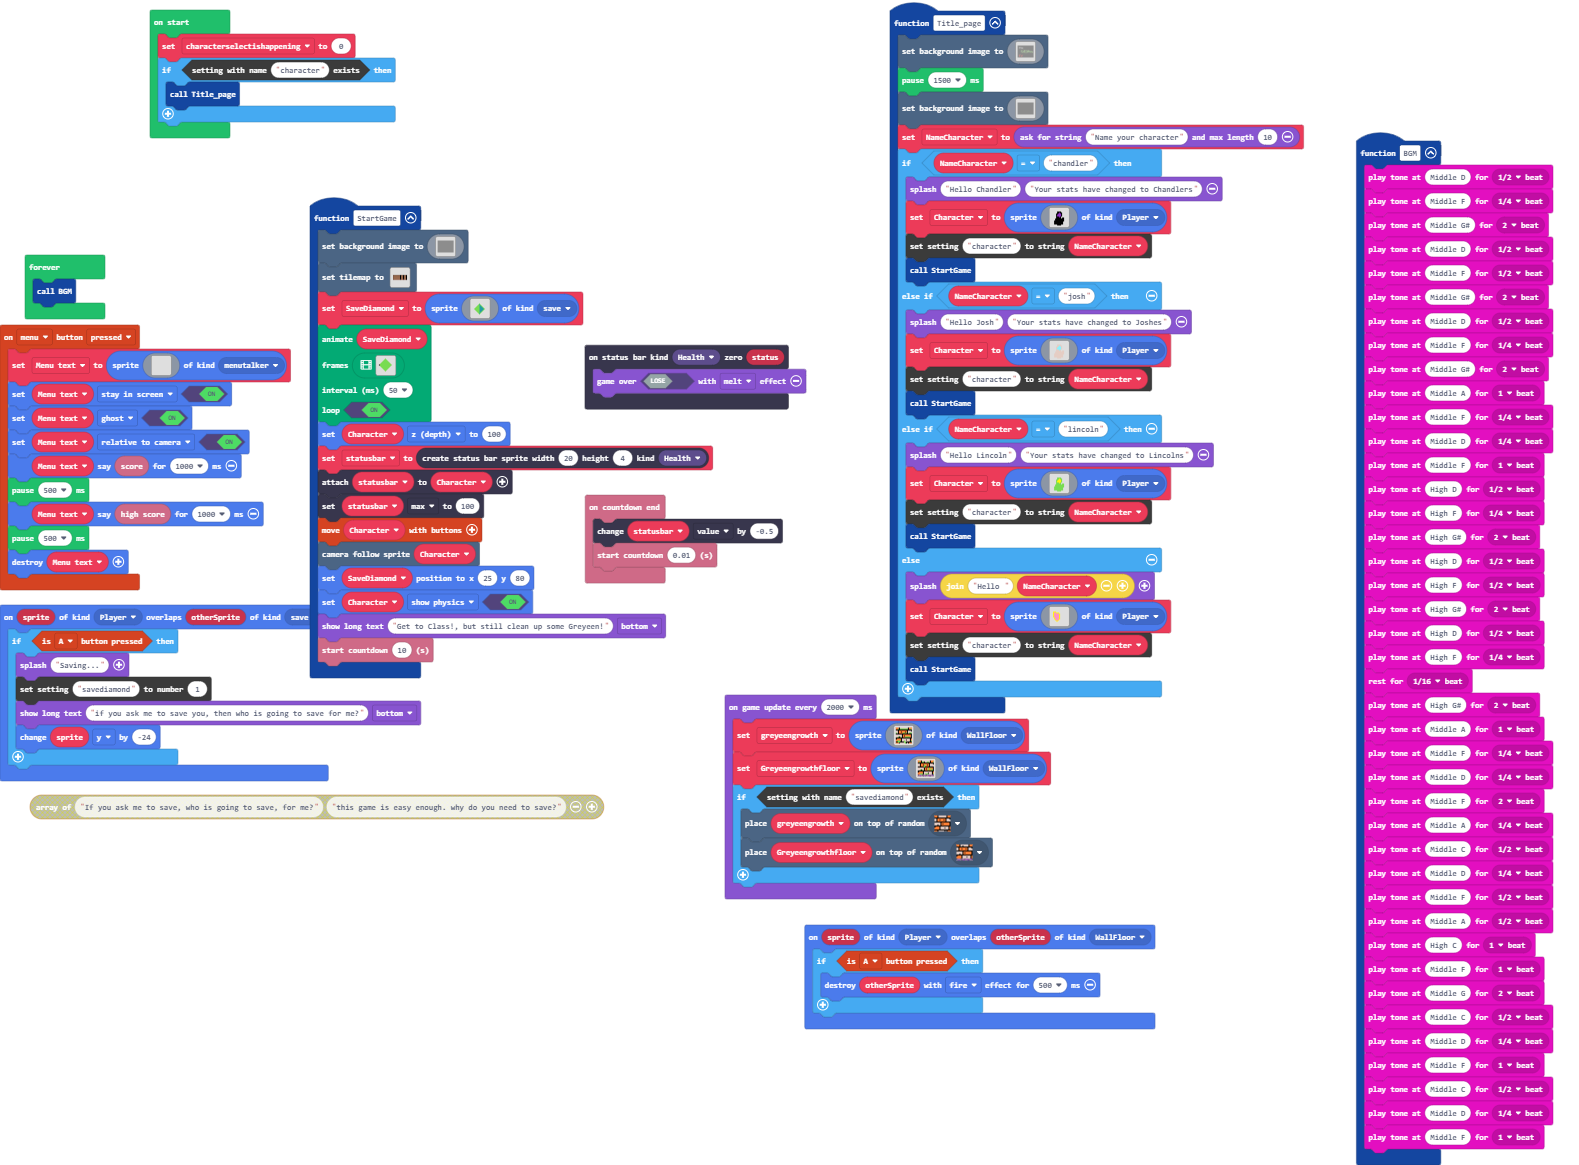 on start
set characterselectishappening to 0
if setting with name "character" exists then
call Title_page
forever
call BGM
on menu button pressed
set Menu text to sprite of kind menutalker
set Menu text stay in screen ON
set Menu text ghost ON
set Menu text relative to camera ON
Menu text say score for 1000 ms
pause 500 ms
Menu text say high score for 1000 ms
pause 500 ms
destroy Menu text
on sprite of kind Player overlaps otherSprite of kind save
if is A button pressed then
splash "Saving..."
set setting "savediamond" to number 1
show long text "if you ask me to save you, then who is going to save for me?" bottom
change sprite y by -24
array of "If you ask me to save, who is going to save, for me?" "this game is easy enough. why do you need to save?"
function StartGame
set background image to
set tilemap to
set SaveDiamond to sprite of kind save
animate SaveDiamond
frames
interval (ms) 50
loop ON
set Character z (depth) to 100
set statusbar to create status bar sprite width 20 height 4 kind Health
attach statusbar to Character
set statusbar max to 100
move Character with buttons
camera follow sprite Character
set SaveDiamond position to x 25 y 80
set Character show physics ON
show long text "Get to Class!, but still clean up some Greyeen!" bottom
start countdown 10 (s)
on status bar kind Health zero status
game over LOSE with melt effect
on countdown end
change statusbar value by -0.5
start countdown 0.01 (s)
function Title_page
set background image to
pause 1500 ms
set background image to
set NameCharacter to ask for string "Name your character" and max length 10
if NameCharacter = "chandler" then
splash "Hello Chandler" "Your stats have changed to Chandlers"
set Character to sprite of kind Player
set setting "character" to string NameCharacter
call StartGame
else if NameCharacter = "josh" then
splash "Hello Josh" "Your stats have changed to Joshes"
set Character to sprite of kind Player
set setting "character" to string NameCharacter
call StartGame
else if NameCharacter = "lincoln" then
splash "Hello Lincoln" "Your stats have changed to Lincolns"
set Character to sprite of kind Player
set setting "character" to string NameCharacter
call StartGame
else
splash join "Hello " NameCharacter
set Character to sprite of kind Player
set setting "character" to string NameCharacter
call StartGame
on game update every 2000 ms
set greyeengrowth to sprite of kind WallFloor
set Greyeengrowthfloor to sprite of kind WallFloor
if setting with name "savediamond" exists then
place greyeengrowth on top of random
place Greyeengrowthfloor on top of random
on sprite of kind Player overlaps otherSprite of kind WallFloor
if is A button pressed then
destroy otherSprite with fire effect for 500 ms
function BGM
play tone at Middle D for 1/2 beat
play tone at Middle F for 1/4 beat
play tone at Middle G# for 2 beat
play tone at Middle D for 1/2 beat
play tone at Middle F for 1/2 beat
play tone at Middle G# for 2 beat
play tone at Middle D for 1/2 beat
play tone at Middle F for 1/4 beat
play tone at Middle G# for 2 beat
play tone at Middle A for 1 beat
play tone at Middle F for 1/4 beat
play tone at Middle D for 1/4 beat
play tone at Middle F for 1 beat
play tone at High D for 1/2 beat
play tone at High F for 1/4 beat
play tone at High G# for 2 beat
play tone at High D for 1/2 beat
play tone at High F for 1/2 beat
play tone at High G# for 2 beat
play tone at High D for 1/2 beat
play tone at High F for 1/4 beat
rest for 1/16 beat
play tone at High G# for 2 beat
play tone at Middle A for 1 beat
play tone at Middle F for 1/4 beat
play tone at Middle D for 1/4 beat
play tone at Middle F for 2 beat
play tone at Middle A for 1/4 beat
play tone at Middle C for 1/2 beat
play tone at Middle D for 1/4 beat
play tone at Middle F for 1/2 beat
play tone at Middle A for 1/2 beat
play tone at High C for 1 beat
play tone at Middle F for 1 beat
play tone at Middle G for 2 beat
play tone at Middle C for 1/2 beat
play tone at Middle D for 1/4 beat
play tone at Middle F for 1 beat
play tone at Middle C for 1/2 beat
play tone at Middle D for 1/4 beat
play tone at Middle F for 1 beat